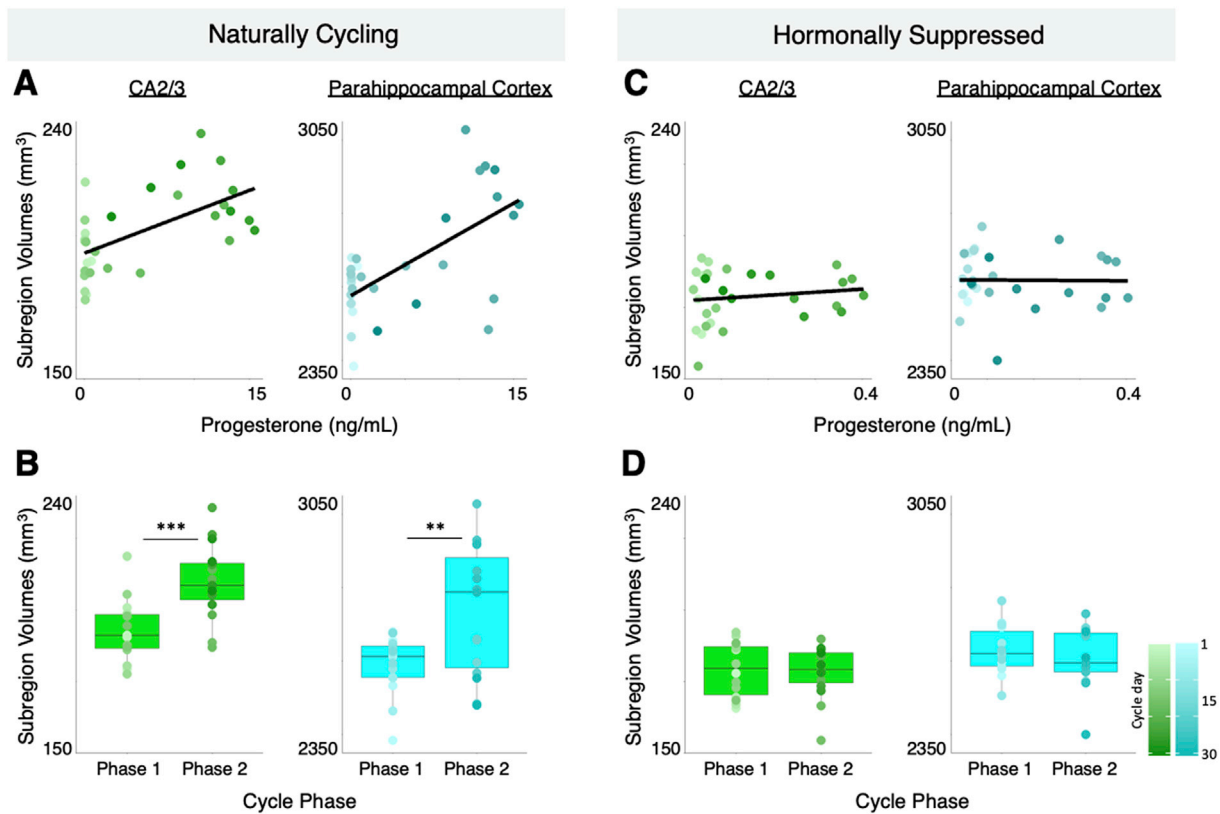 Naturally Cycling
Hormonally Suppressed
A
CA2/3
Parahippocampal Cortex
C
CA2/3
Parahippocampal Cortex
Subregion Volumes (mm³)
240
150
0
15
3050
2350
0
15
Progesterone (ng/mL)
Subregion Volumes (mm³)
240
150
0
0.4
3050
2350
0
0.4
Progesterone (ng/mL)
B
Subregion Volumes (mm³)
240
150
***
Phase 1
Phase 2
3050
2350
**
Phase 1
Phase 2
Cycle Phase
D
Subregion Volumes (mm³)
240
150
Phase 1
Phase 2
3050
2350
Phase 1
Phase 2
Cycle Phase
Cycle day
1
15
30